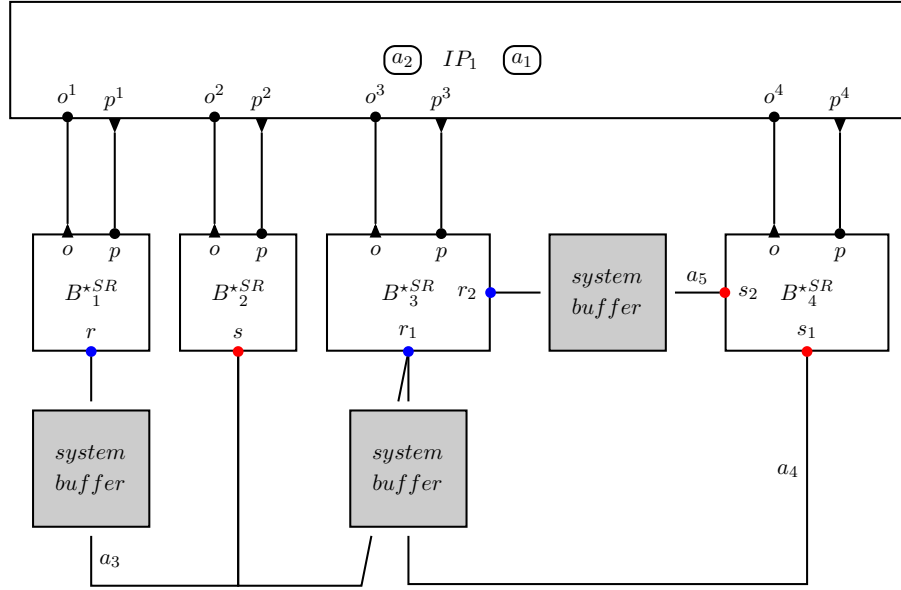 a₂ IP₁ a₁
o¹ p¹ o² p² o³ p³ o⁴ p⁴
o p o p o p o p
B⋆₁ˢᴿ B⋆₂ˢᴿ B⋆₃ˢᴿ r₂ system a₅ s₂ B⋆₄ˢᴿ
buffer
r s r₁ s₁
system system
buffer buffer
a₄
a₃